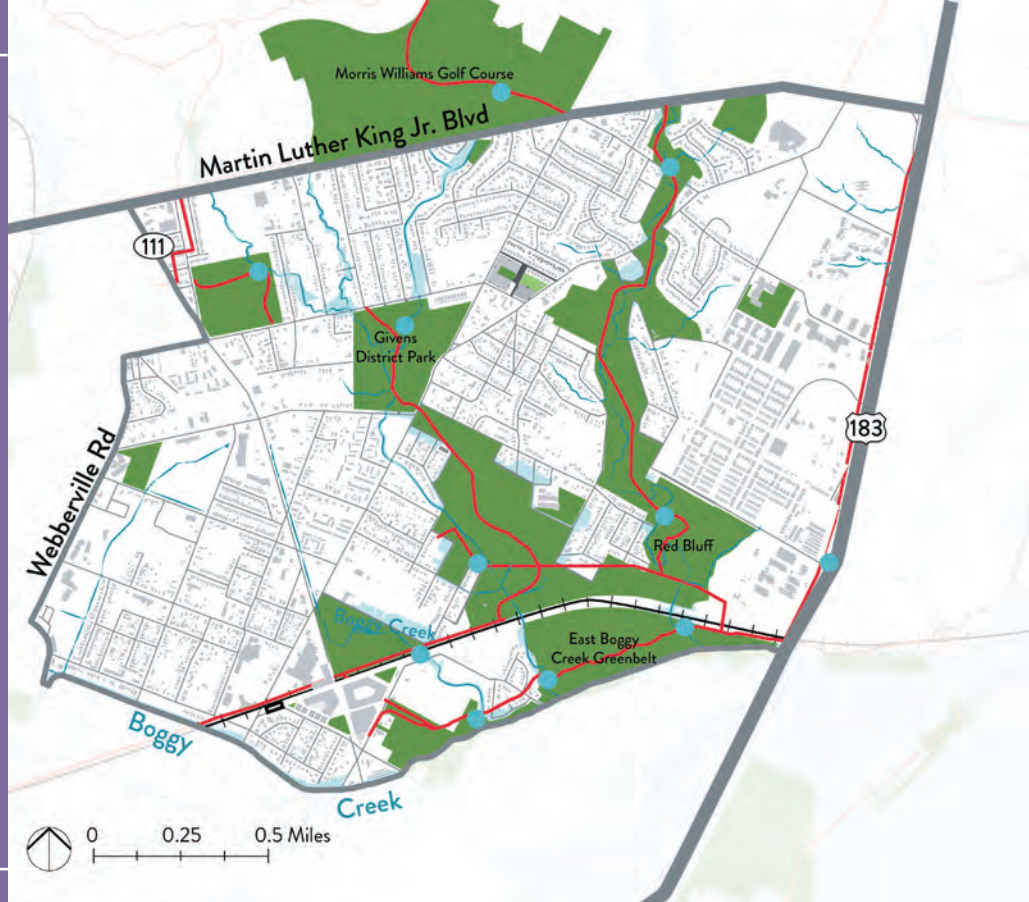 Morris Williams Golf Course
Martin Luther King Jr. Blvd
111
Givens
District Park
183
Webberville Rd
Red Bluff
Boggy Creek
East Boggy
Creek Greenbelt
Boggy
Creek
0 0.25 0.5 Miles